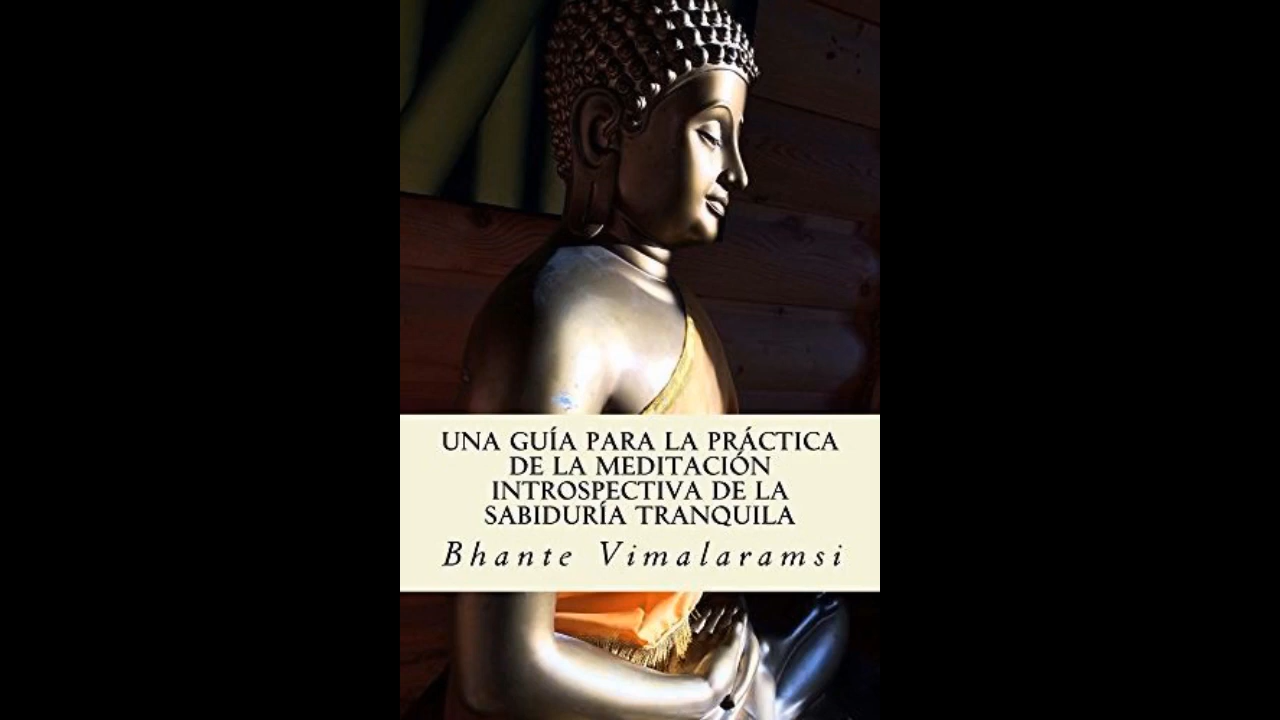 UNA GUÍA PARA LA PRÁCTICA
DE LA MEDITACIÓN
INTROSPECTIVA DE LA
SABIDURÍA TRANQUILA
Bhante Vimalaramsi